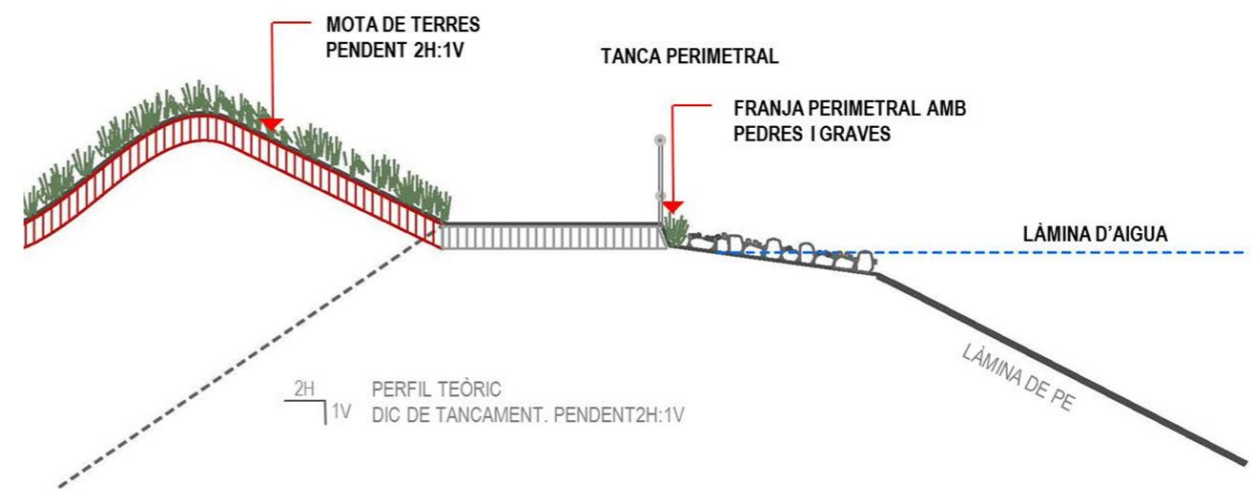 MOTA DE TERRES
PENDENT 2H:1V
TANCA PERIMETRAL
FRANJA PERIMETRAL AMB
PEDRES I GRAVES
LÀMINA D'AIGUA
LÀMINA DE PE
2H
1V
PERFIL TEÒRIC
DIC DE TANCAMENT. PENDENT2H:1V